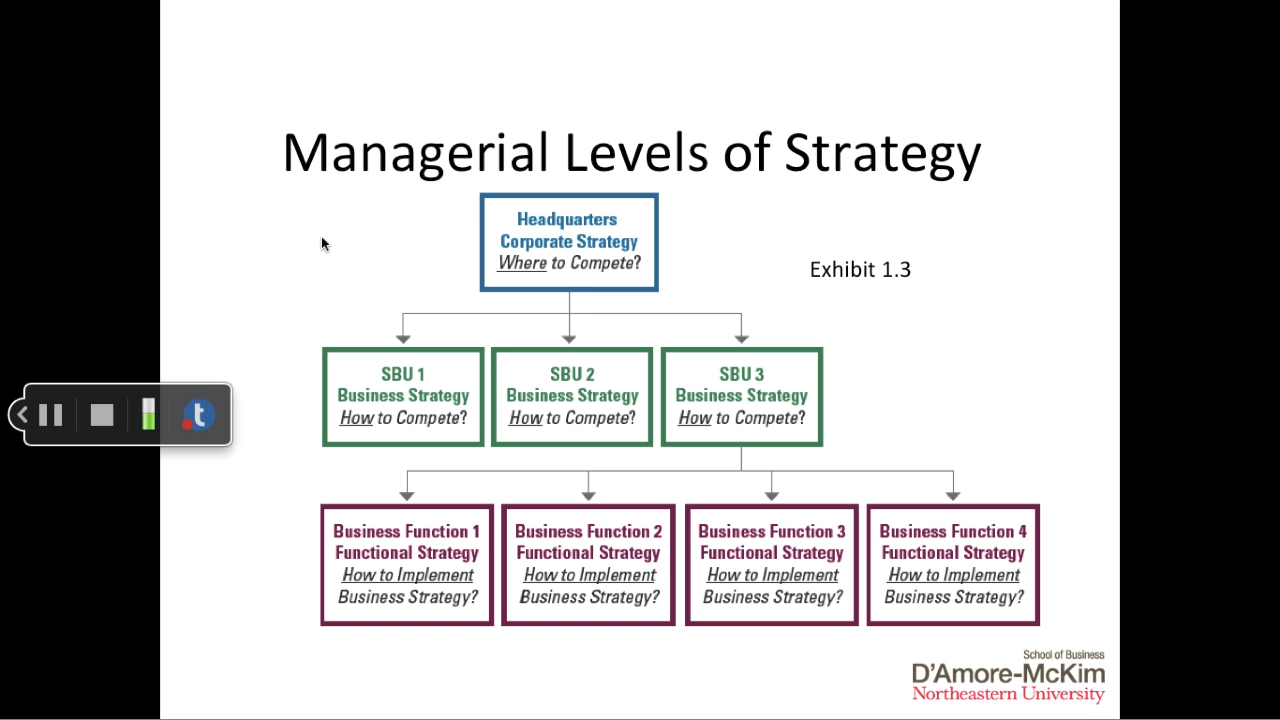 Managerial Levels of Strategy
Headquarters
Corporate Strategy
Where to Compete?
Exhibit 1.3
SBU 1
Business Strategy
How to Compete?
SBU 2
Business Strategy
How to Compete?
SBU 3
Business Strategy
How to Compete?
Business Function 1
Functional Strategy
How to Implement
Business Strategy?
Business Function 2
Functional Strategy
How to Implement
Business Strategy?
Business Function 3
Functional Strategy
How to Implement
Business Strategy?
Business Function 4
Functional Strategy
How to Implement
Business Strategy?
t
School of Business
D'Amore-McKim
Northeastern University